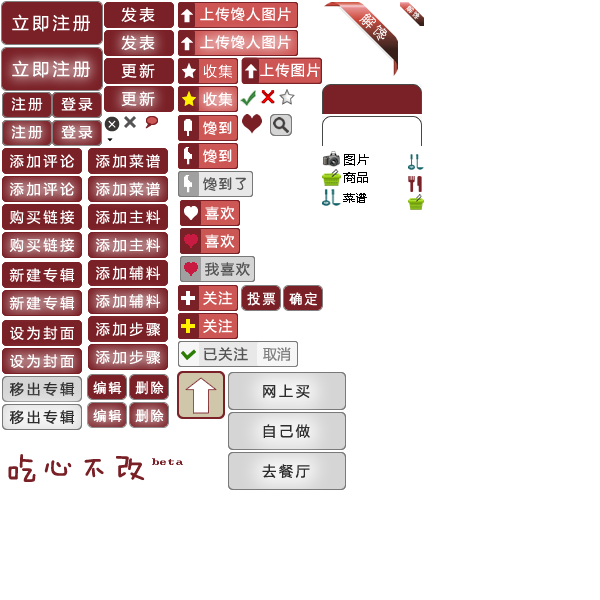 立即注册
立即注册
注册 登录
注册 登录
添加评论
添加评论
购买链接
购买链接
新建专辑
新建专辑
设为封面
设为封面
移出专辑
移出专辑
发表
发表
更新
更新
添加菜谱
添加菜谱
添加主料
添加主料
添加辅料
添加辅料
添加步骤
添加步骤
编辑 删除
编辑 删除
上传馋人图片
上传馋人图片
收集 上传图片
收集
馋到
馋到
馋到了
喜欢
喜欢
我喜欢
关注 投票 确定
关注
已关注 取消
网上买
自己做
去餐厅
解馋
解馋
图片
商品
菜谱
吃心不改 beta